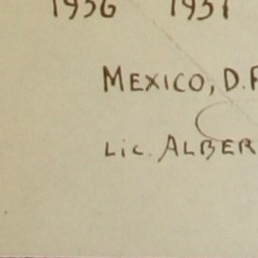 1936 1937
MEXICO, D.F
LIC. ALBER